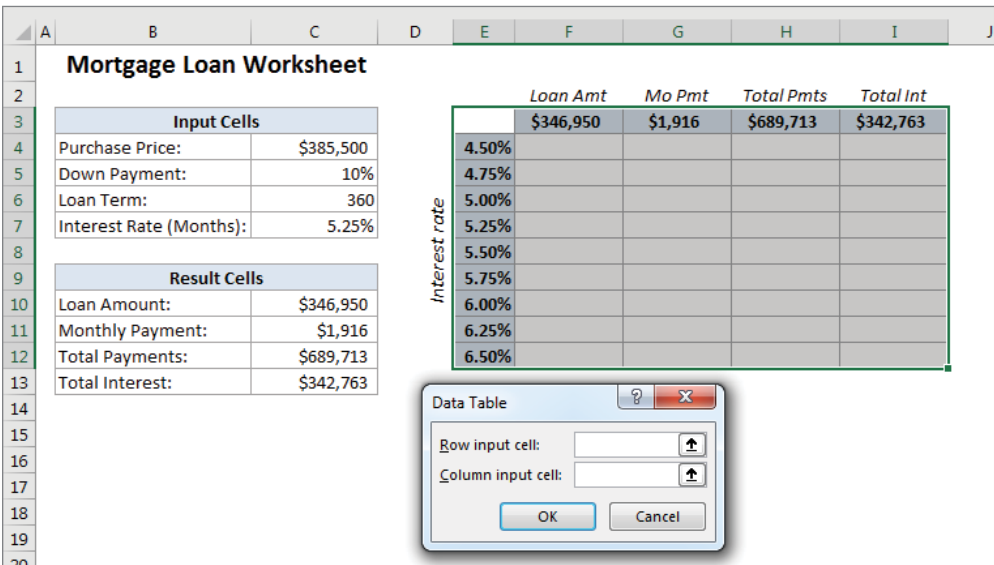 A B C D E F G H I J
1 Mortgage Loan Worksheet
2 Loan Amt Mo Pmt Total Pmts Total Int
3 Input Cells $346,950 $1,916 $689,713 $342,763
4 Purchase Price: $385,500 4.50%
5 Down Payment: 10% 4.75%
6 Loan Term: 360 5.00%
7 Interest Rate (Months): 5.25% 5.25%
8 5.50%
9 Result Cells 5.75%
10 Loan Amount: $346,950 6.00%
11 Monthly Payment: $1,916 6.25%
12 Total Payments: $689,713 6.50%
Interest rate
13 Total Interest: $342,763
14 Data Table ? X
15
Row input cell:
16
Column input cell:
17
18 OK Cancel
19
20